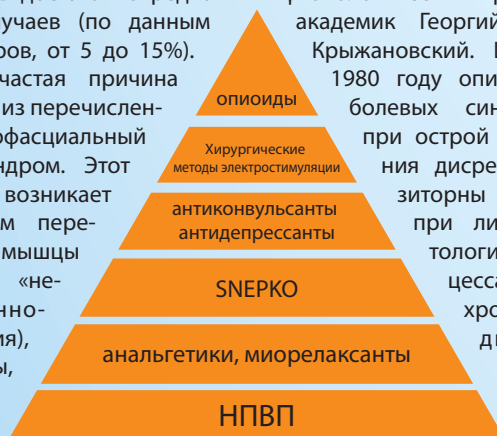 учаев (по данным
ров, от 5 до 15%).
частая причина
из перечислен-
офасциальный
ндром. Этот
возникает
м пере-
мышцы
«не-
нно-
ия),
ы,
опиоиды
Хирургические
методы электростимуляции
антиконвульсанты
антидепрессанты
SNEPKO
анальгетики, миорелаксанты
НПВП
академик Георгий
Крыжановский.
1980 году опи
болевых син
при острой
ния дисре
зиторны
при ли
тологи
цесса
хро